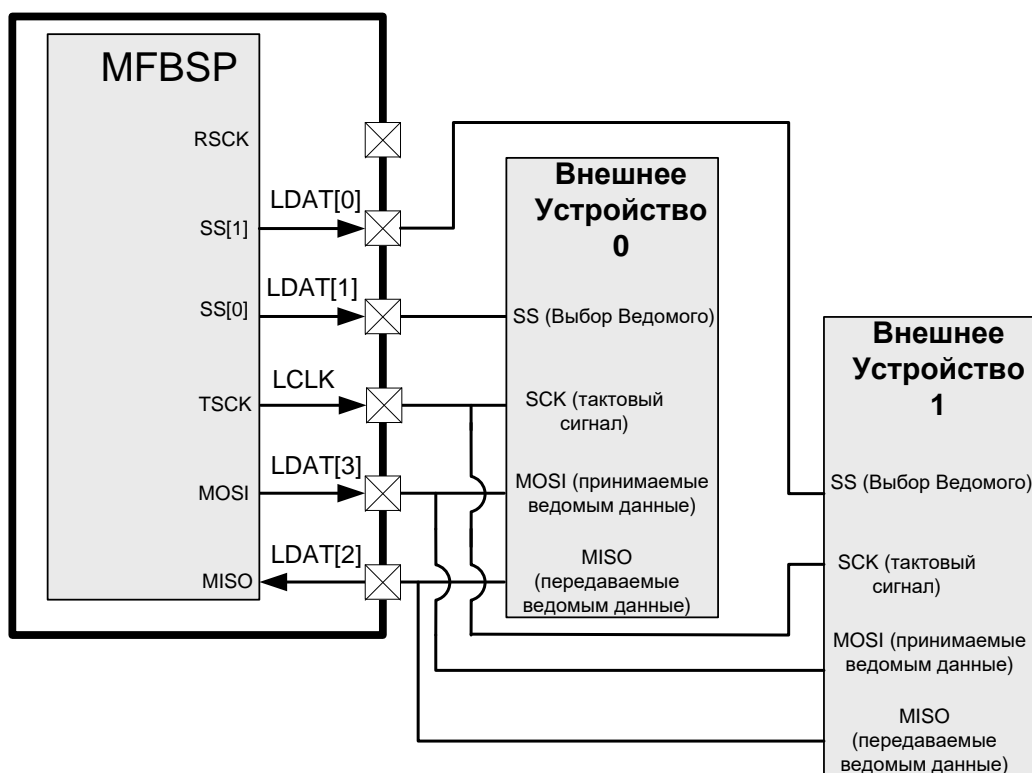 MFBSP
RSCK
LDAT[0]
SS[1]
LDAT[1]
SS[0]
LCLK
TSCK
LDAT[3]
MOSI
LDAT[2]
MISO
Внешнее
Устройство
0
SS (Выбор Ведомого)
SCK (тактовый
сигнал)
MOSI (принимаемые
ведомым данные)
MISO
(передаваемые
ведомым данные)
Внешнее
Устройство
1
SS (Выбор Ведомого)
SCK (тактовый
сигнал)
MOSI (принимаемые
ведомым данные)
MISO
(передаваемые
ведомым данные)